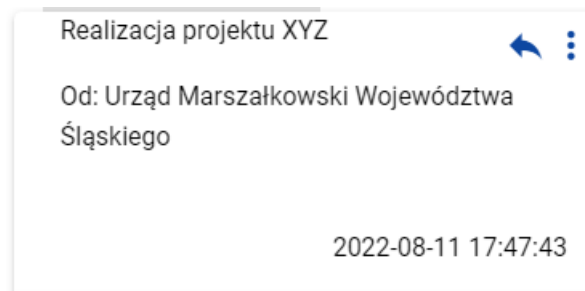 Realizacja projektu XYZ
Od: Urząd Marszałkowski Województwa
Śląskiego
2022-08-11 17:47:43